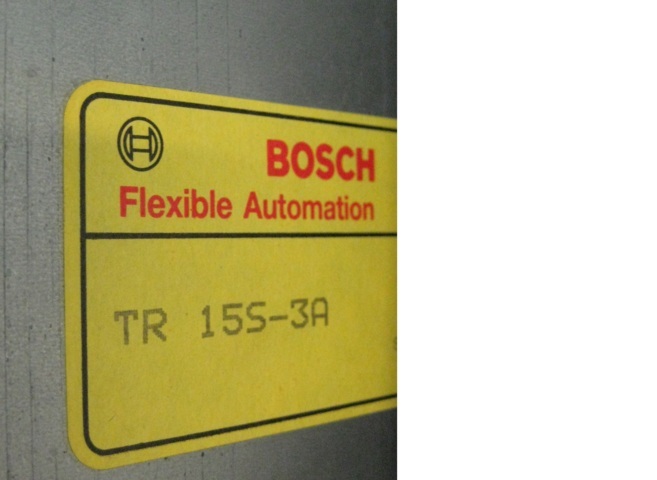 BOSCH
Flexible Automation
TR 15S-3A